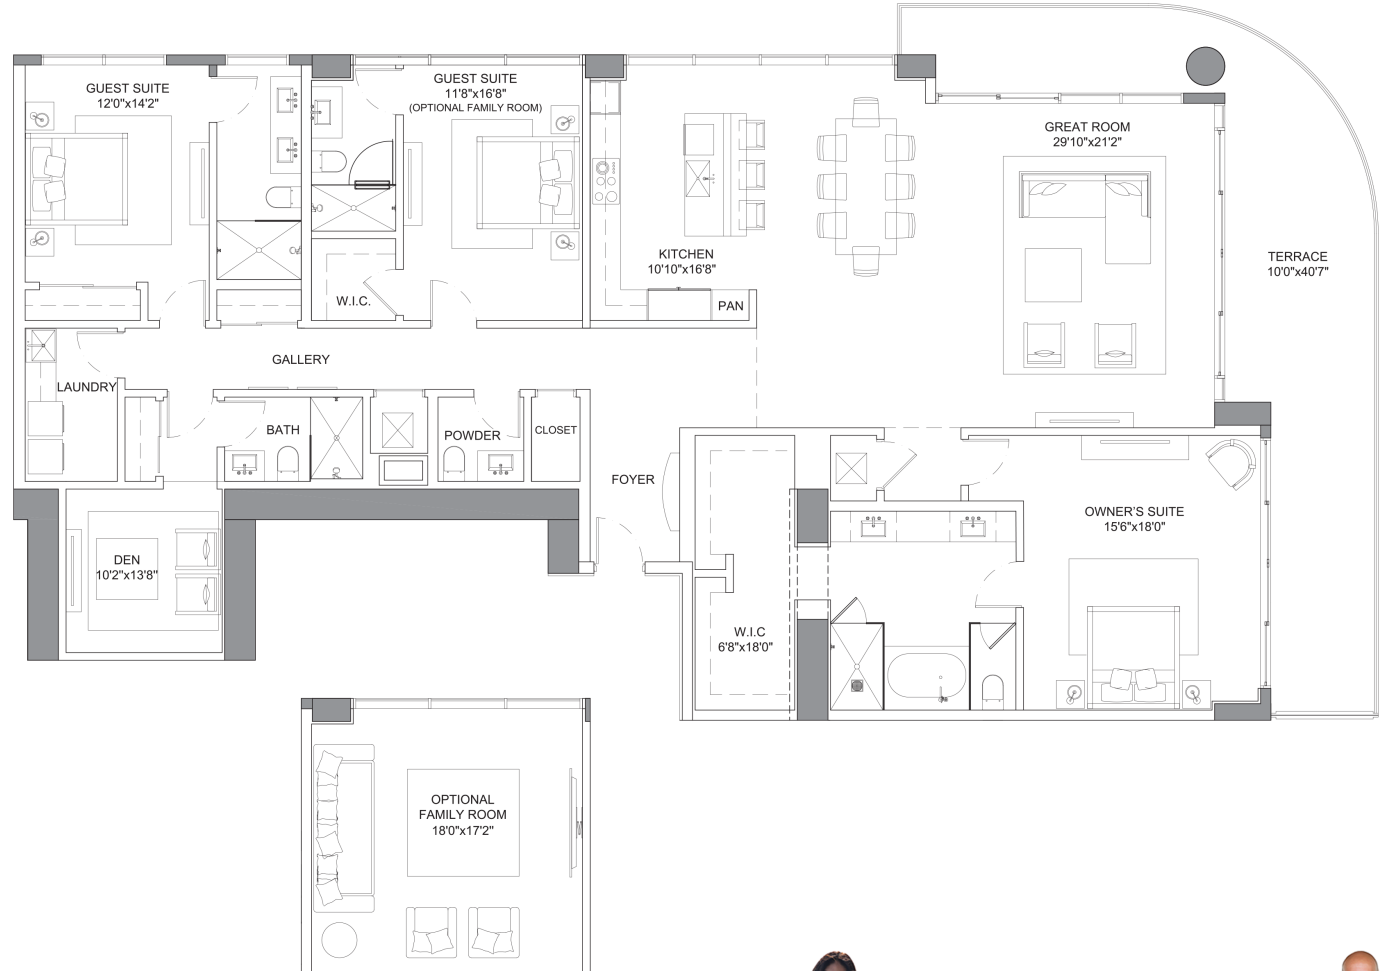 GUEST SUITE
12'0"x14'2"
GUEST SUITE
11'8"x16'8"
(OPTIONAL FAMILY ROOM)
GREAT ROOM
29'10"x21'2"
KITCHEN
10'10"x16'8"
TERRACE
10'0"x40'7"
W.I.C.
PAN
GALLERY
LAUNDRY
BATH
POWDER
CLOSET
FOYER
OWNER'S SUITE
15'6"x18'0"
DEN
10'2"x13'8"
W.I.C
6'8"x18'0"
OPTIONAL
FAMILY ROOM
18'0"x17'2"